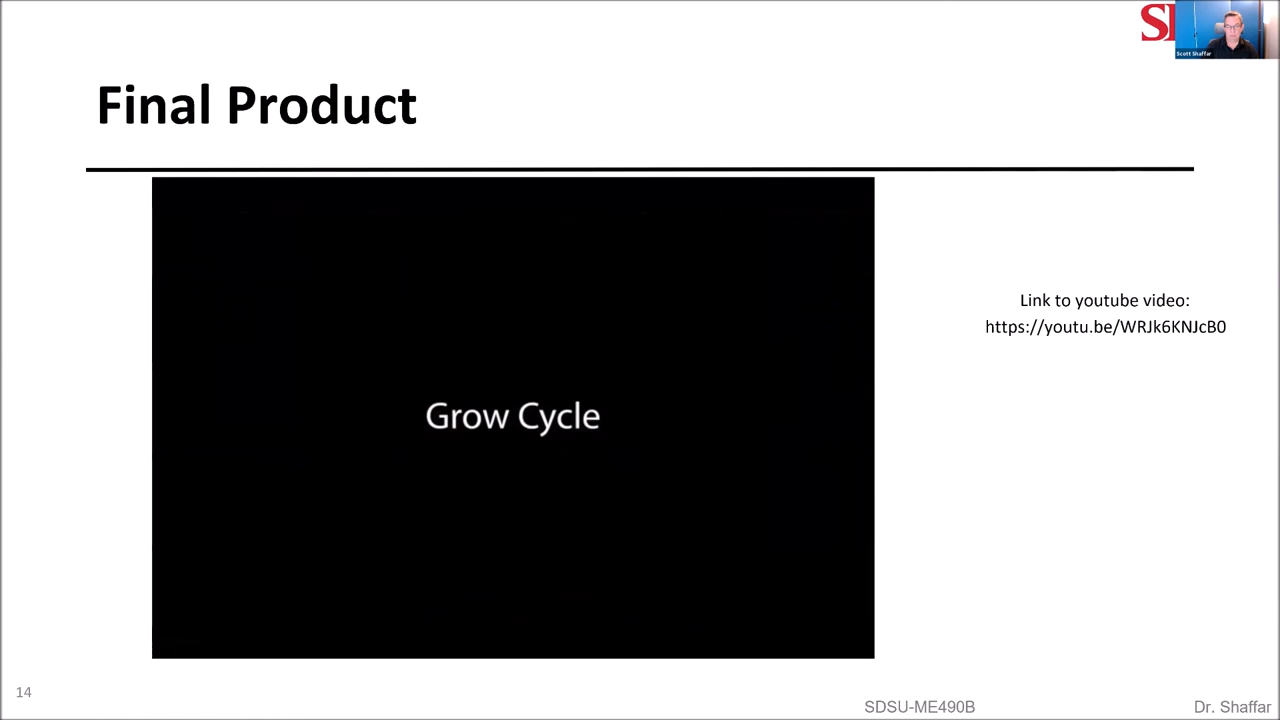 S
Scott Shaffar
Final Product
Grow Cycle
Link to youtube video:
https://youtu.be/WRJk6KNJcB0
14
SDSU-ME490B
Dr. Shaffar